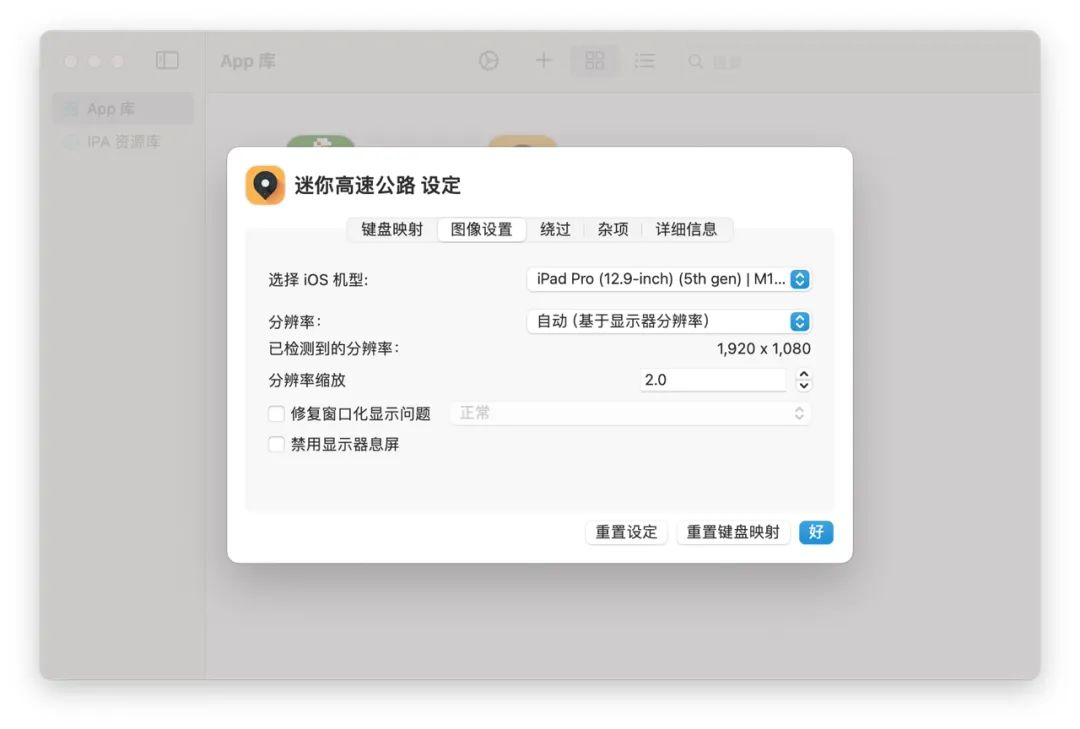 App 库
搜索
App 库
IPA 资源库
迷你高速公路 设定
键盘映射 图像设置 绕过 杂项 详细信息
选择 iOS 机型: iPad Pro (12.9-inch) (5th gen) | M1...
分辨率: 自动 (基于显示器分辨率)
已检测到的分辨率: 1,920 x 1,080
分辨率缩放 2.0
修复窗口化显示问题 正常
禁用显示器息屏
重置设定 重置键盘映射 好